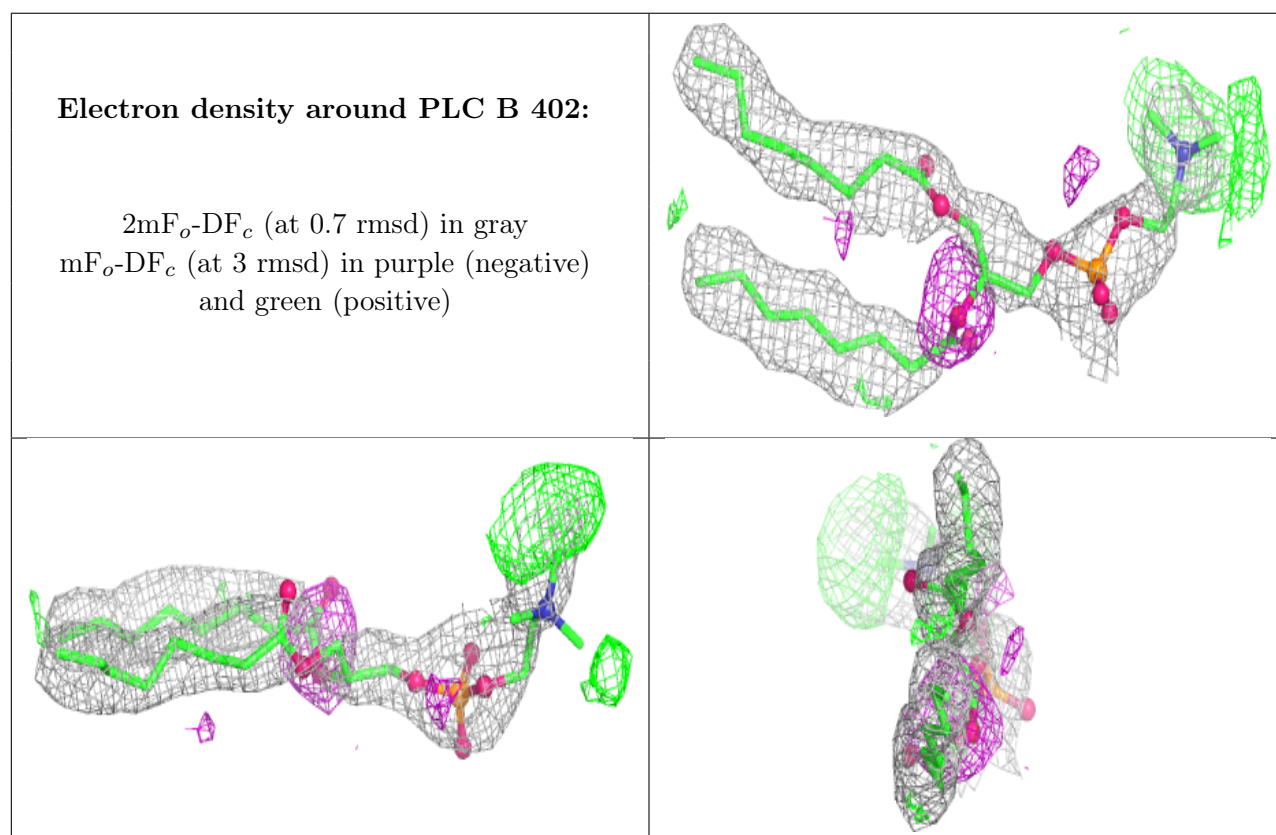 Electron density around PLC B 402:
2mFₒ-DF𝒸 (at 0.7 rmsd) in gray
mFₒ-DF𝒸 (at 3 rmsd) in purple (negative)
and green (positive)